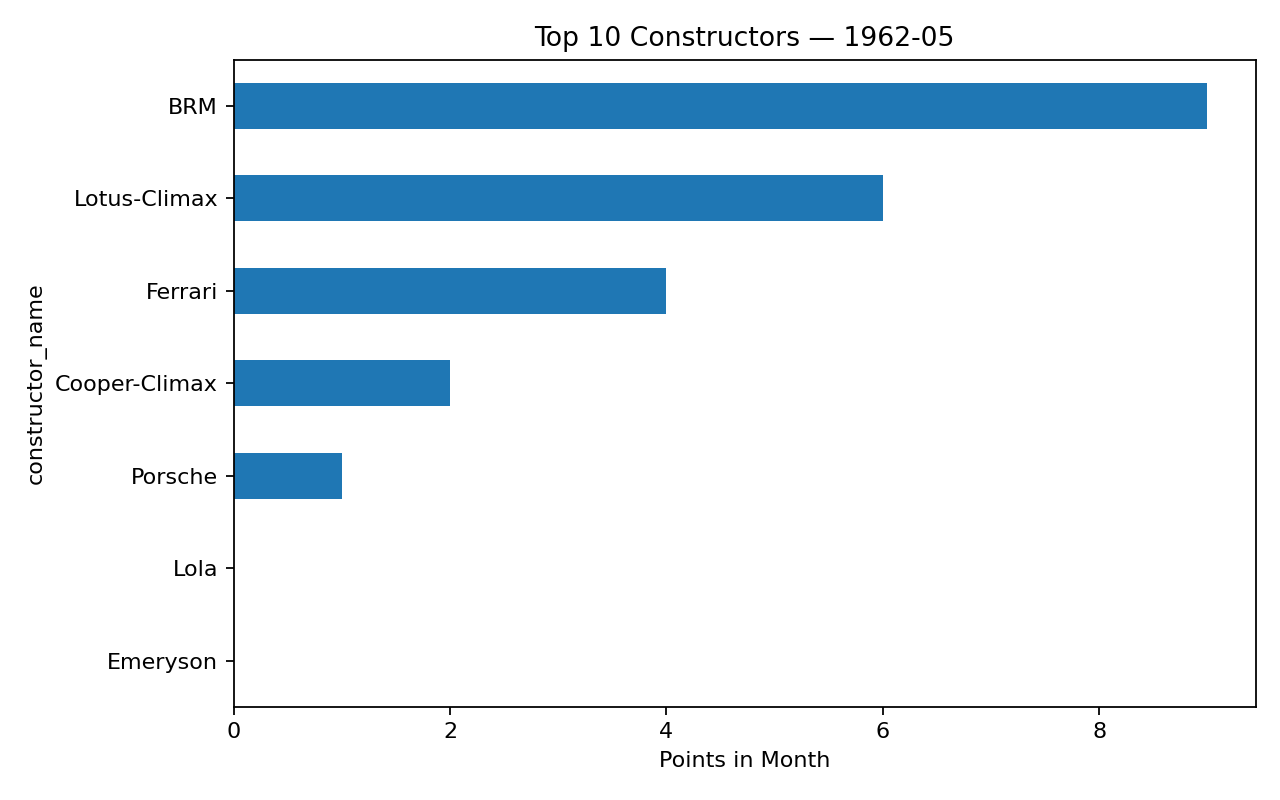 Top 10 Constructors — 1962-05
constructor_name
BRM
Lotus-Climax
Ferrari
Cooper-Climax
Porsche
Lola
Emeryson
0 2 4 6 8
Points in Month